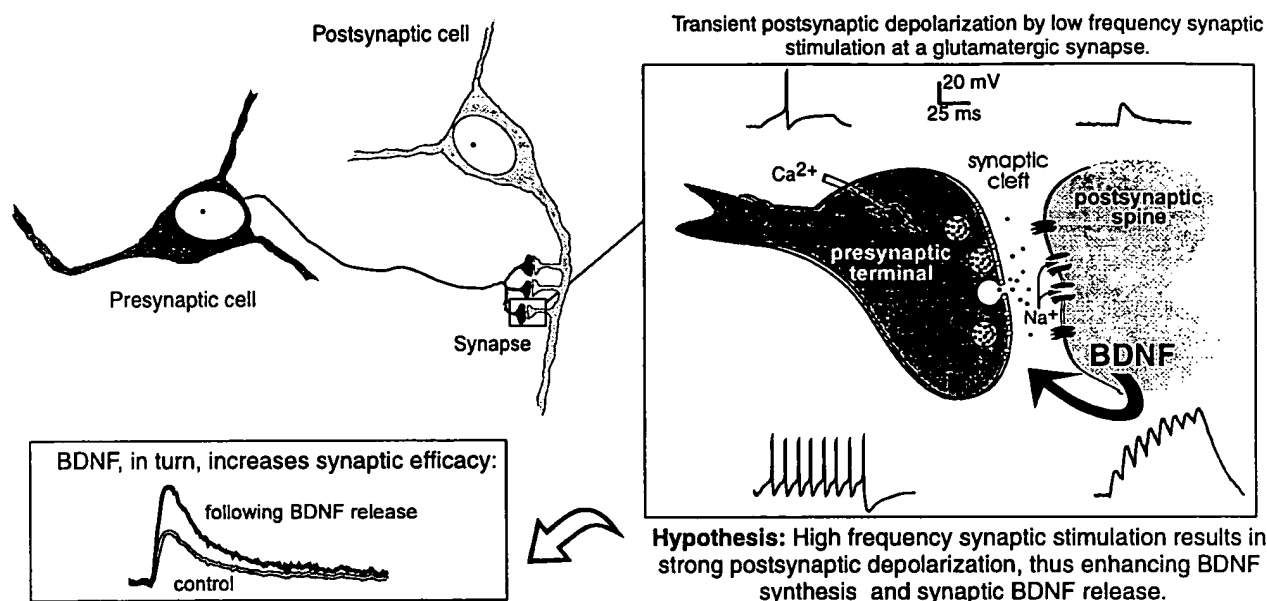 Postsynaptic cell
Presynaptic cell
Synapse
Transient postsynaptic depolarization by low frequency synaptic
stimulation at a glutamatergic synapse.
20 mV
25 ms
Ca2+
synaptic
cleft
postsynaptic
spine
presynaptic
terminal
Na+
BDNF
BDNF, in turn, increases synaptic efficacy:
following BDNF release
control
Hypothesis: High frequency synaptic stimulation results in
strong postsynaptic depolarization, thus enhancing BDNF
synthesis and synaptic BDNF release.